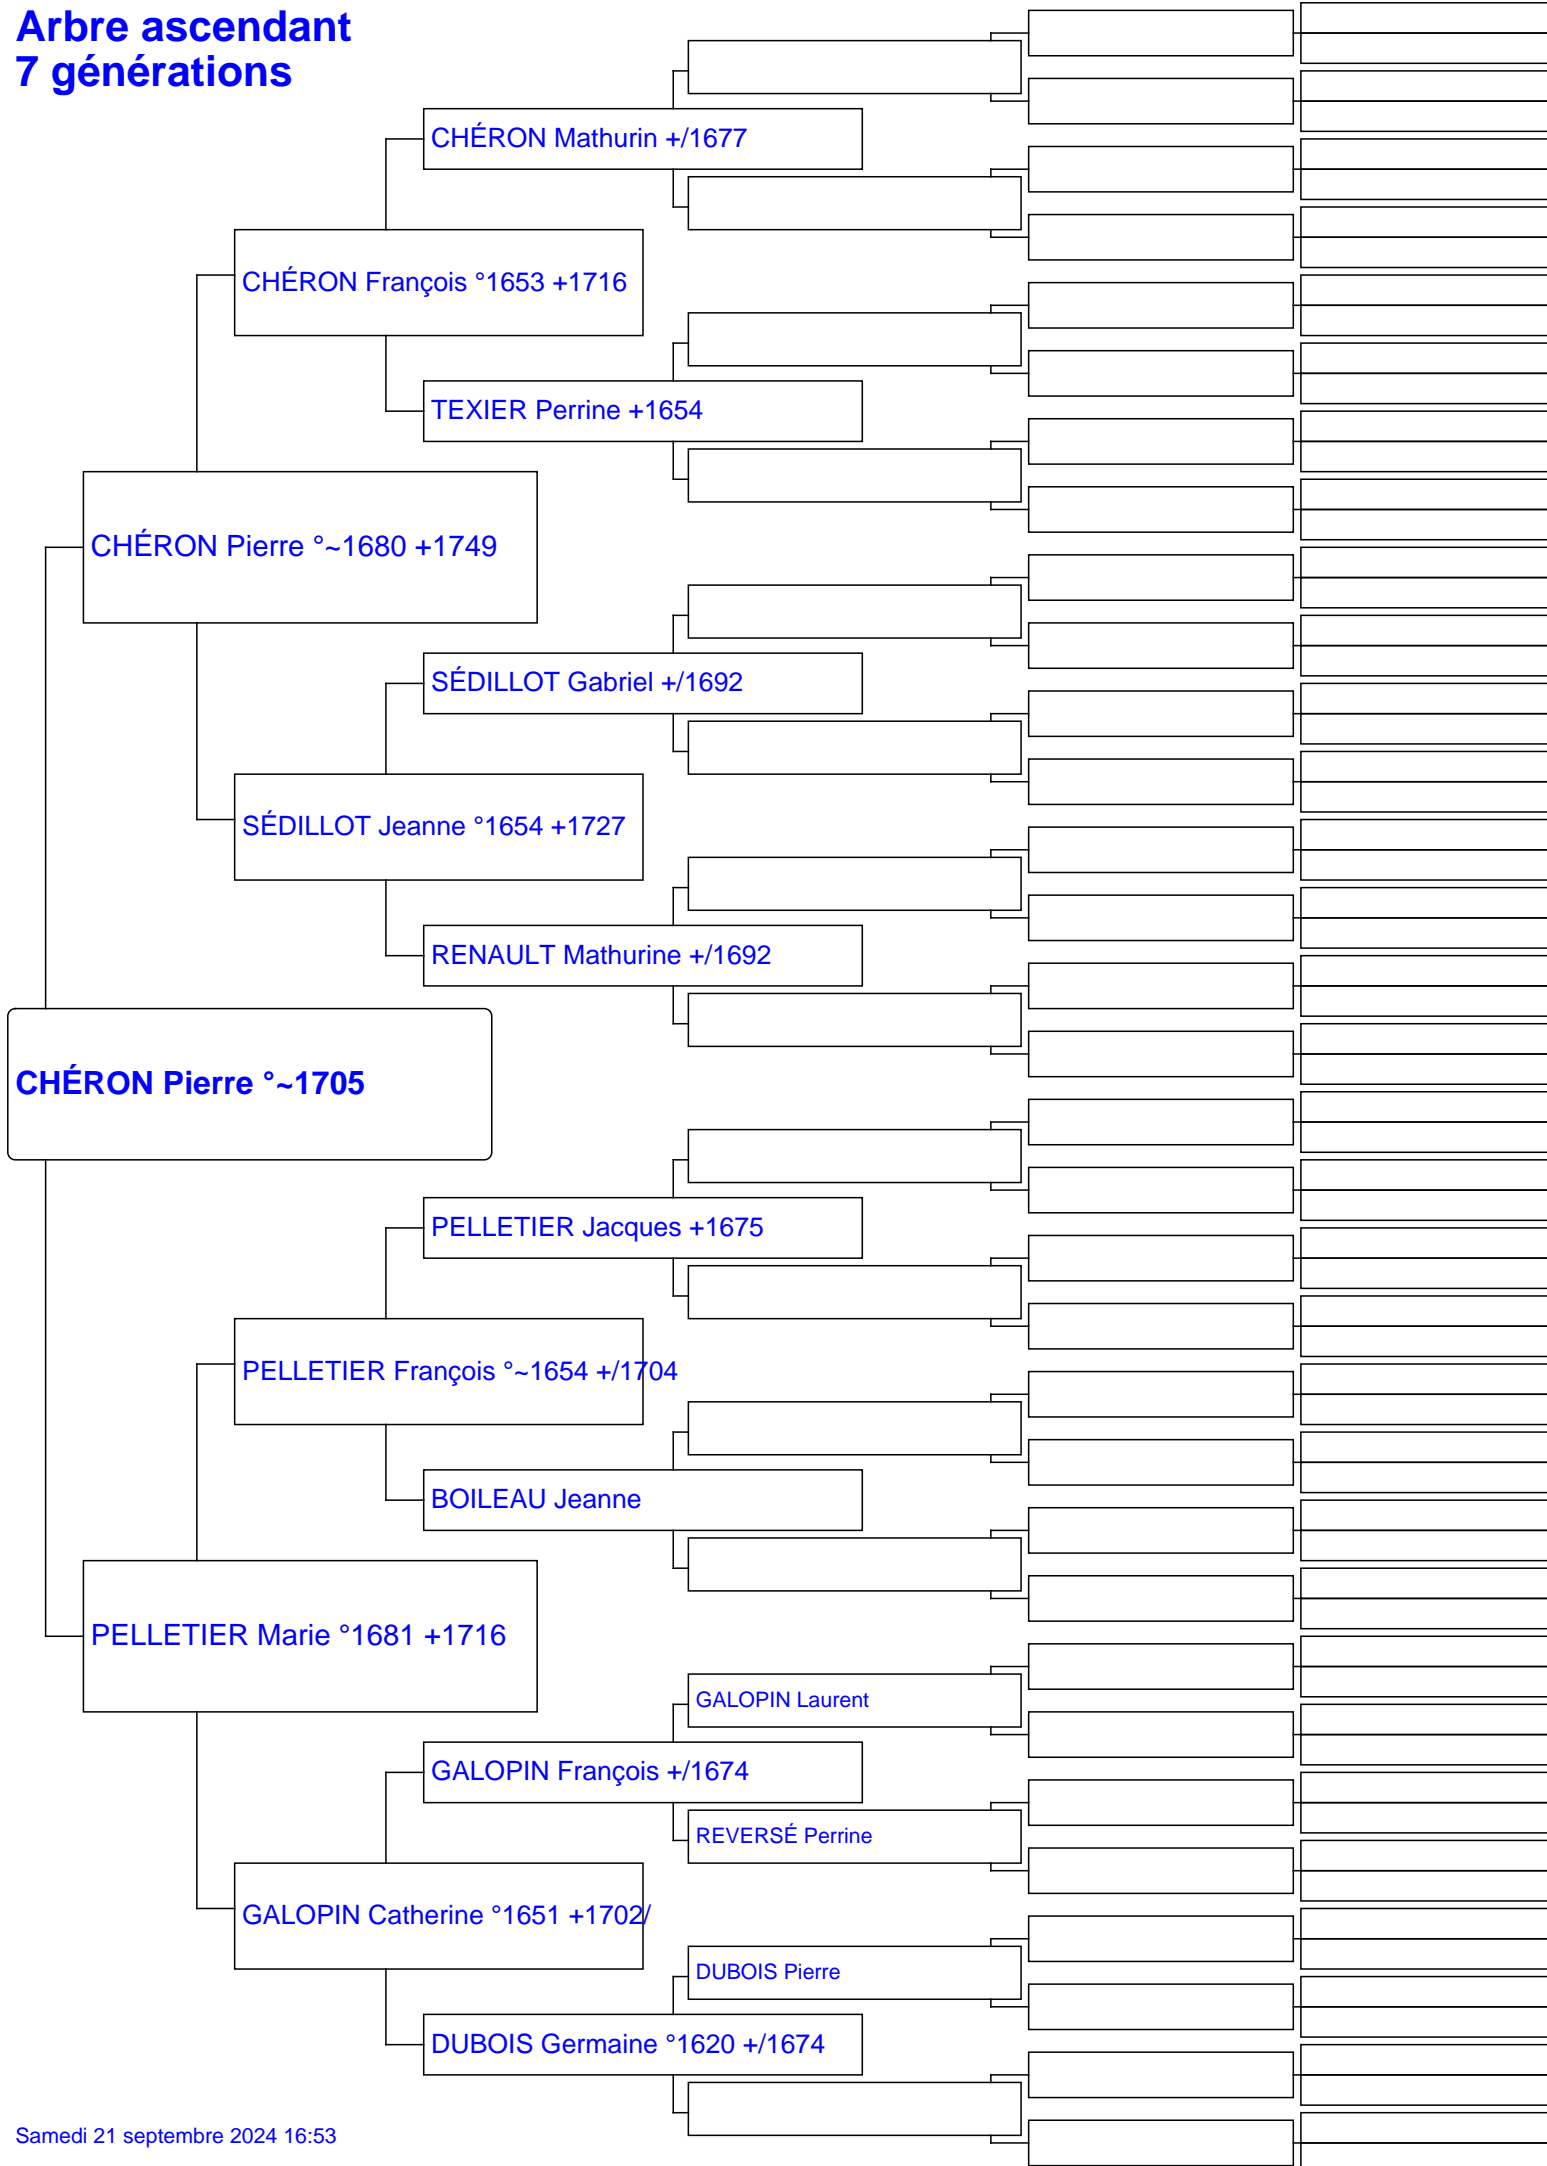 Arbre ascendant
7 générations
CHÉRON Mathurin +/1677
CHÉRON François °1653 +1716
TEXIER Perrine +1654
CHÉRON Pierre °~1680 +1749
SÉDILLOT Gabriel +/1692
SÉDILLOT Jeanne °1654 +1727
RENAULT Mathurine +/1692
CHÉRON Pierre °~1705
PELLETIER Jacques +1675
PELLETIER François °~1654 +/1704
BOILEAU Jeanne
PELLETIER Marie °1681 +1716
GALOPIN Laurent
GALOPIN François +/1674
REVERSÉ Perrine
GALOPIN Catherine °1651 +1702/
DUBOIS Pierre
DUBOIS Germaine °1620 +/1674
Samedi 21 septembre 2024 16:53